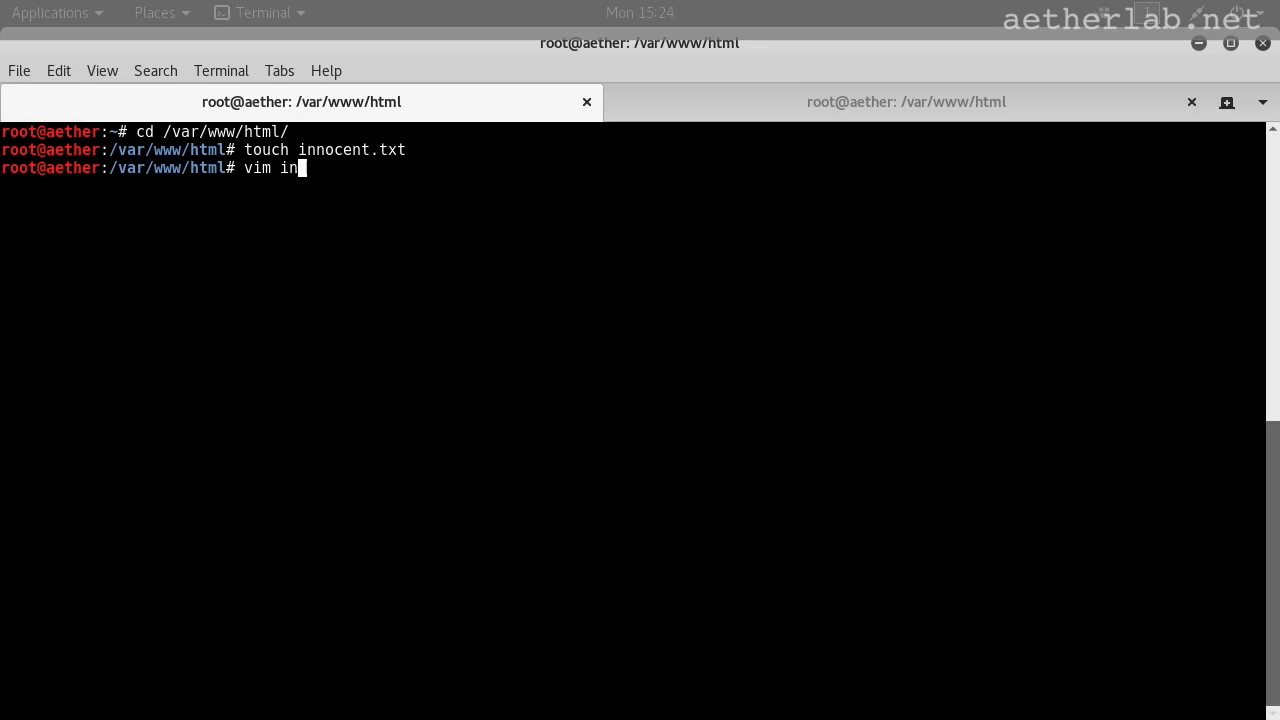 Applications Places Terminal Mon 15:24 1
aetherlab.net
root@aether: /var/www/html
File Edit View Search Terminal Tabs Help
root@aether: /var/www/html root@aether: /var/www/html
root@aether:~# cd /var/www/html/
root@aether:/var/www/html# touch innocent.txt
root@aether:/var/www/html# vim in